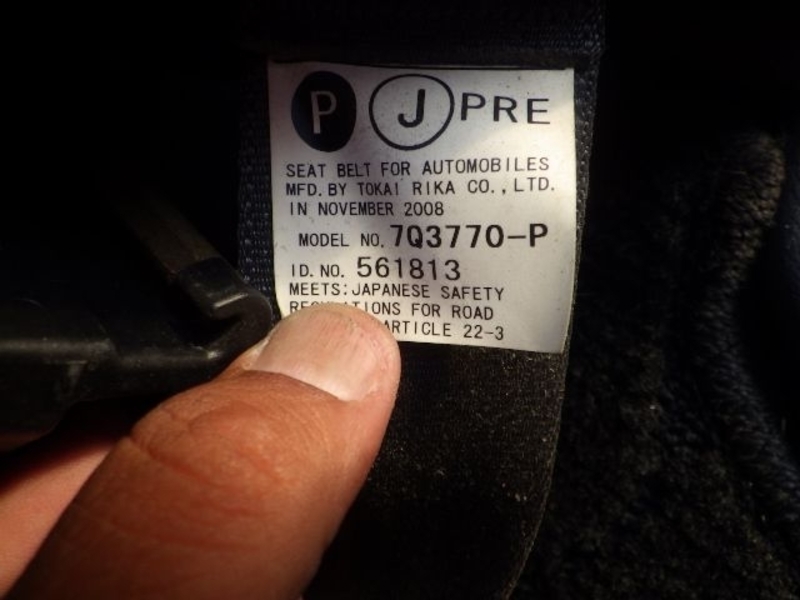 P J PRE
SEAT BELT FOR AUTOMOBILES
MFD. BY TOKAI RIKA CO., LTD.
IN NOVEMBER 2008
MODEL NO. 7Q3770-P
ID. NO. 561813
MEETS: JAPANESE SAFETY
FOR ROAD
ARTICLE 22-3